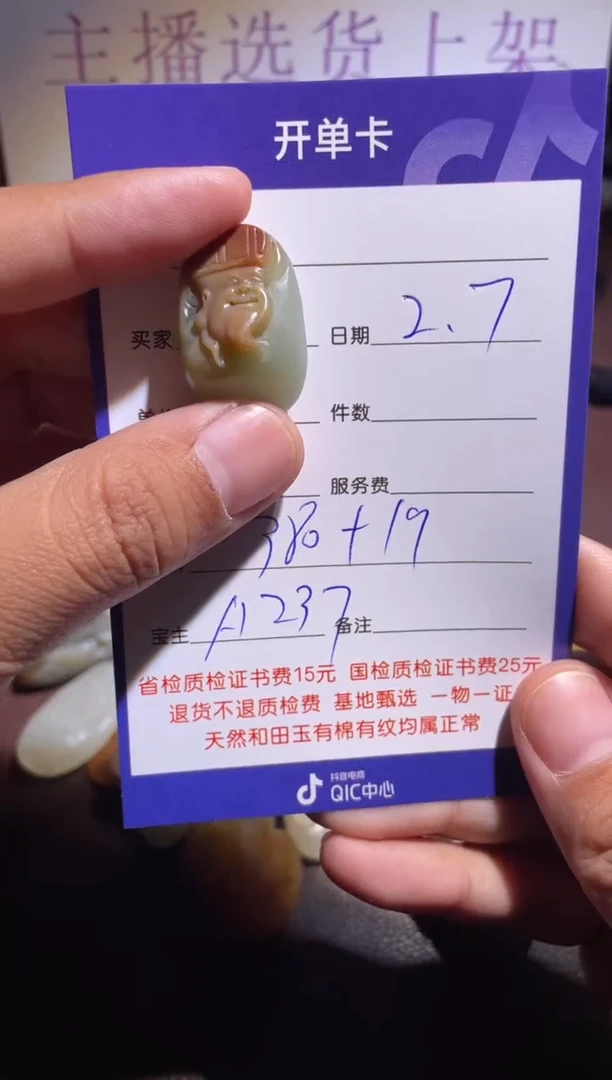 主播选货上架
开单卡
买家 日期 2.7
件数
服务费
380+19
宝主 A1237 备注
省检质检证书费15元 国检质检证书费25元
退货不退质检费 基地甄选 一物一证
天然和田玉有棉有纹均属正常
抖音电商
QIC中心